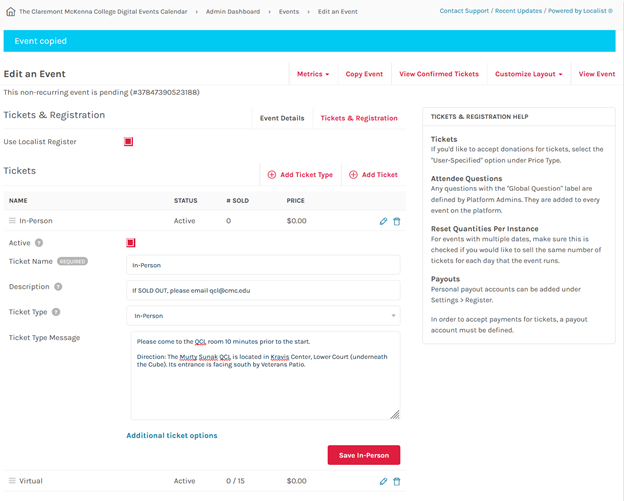 The Claremont McKenna College Digital Events Calendar > Admin Dashboard > Events > Edit an Event
Contact Support / Recent Updates / Powered by Localist ®
Event copied
Edit an Event
Metrics
Copy Event
View Confirmed Tickets
Customize Layout
View Event
This non-recurring event is pending (#37847390523188)
Tickets & Registration
Event Details
Tickets & Registration
Use Localist Register
Tickets
Add Ticket Type
Add Ticket
NAME STATUS # SOLD PRICE
In-Person Active 0 $0.00
Active ?
Ticket Name REQUIRED
In-Person
Description ?
If SOLD OUT, please email qcl@cmc.edu
Ticket Type ?
In-Person
Ticket Type Message
Please come to the QCL room 10 minutes prior to the start.
Direction: The Murty Sunak QCL is located in Kravis Center, Lower Court (underneath
the Cube). Its entrance is facing south by Veterans Patio.
Additional ticket options
Save In-Person
Virtual Active 0 / 15 $0.00
TICKETS & REGISTRATION HELP
Tickets
If you'd like to accept donations for tickets, select the
"User-Specified" option under Price Type.
Attendee Questions
Any questions with the "Global Question" label are
defined by Platform Admins. They are added to every
event on the platform.
Reset Quantities Per Instance
For events with multiple dates, make sure this is
checked if you would like to sell the same number of
tickets for each day that the event runs.
Payouts
Personal payout accounts can be added under
Settings > Register.
In order to accept payments for tickets, a payout
account must be defined.